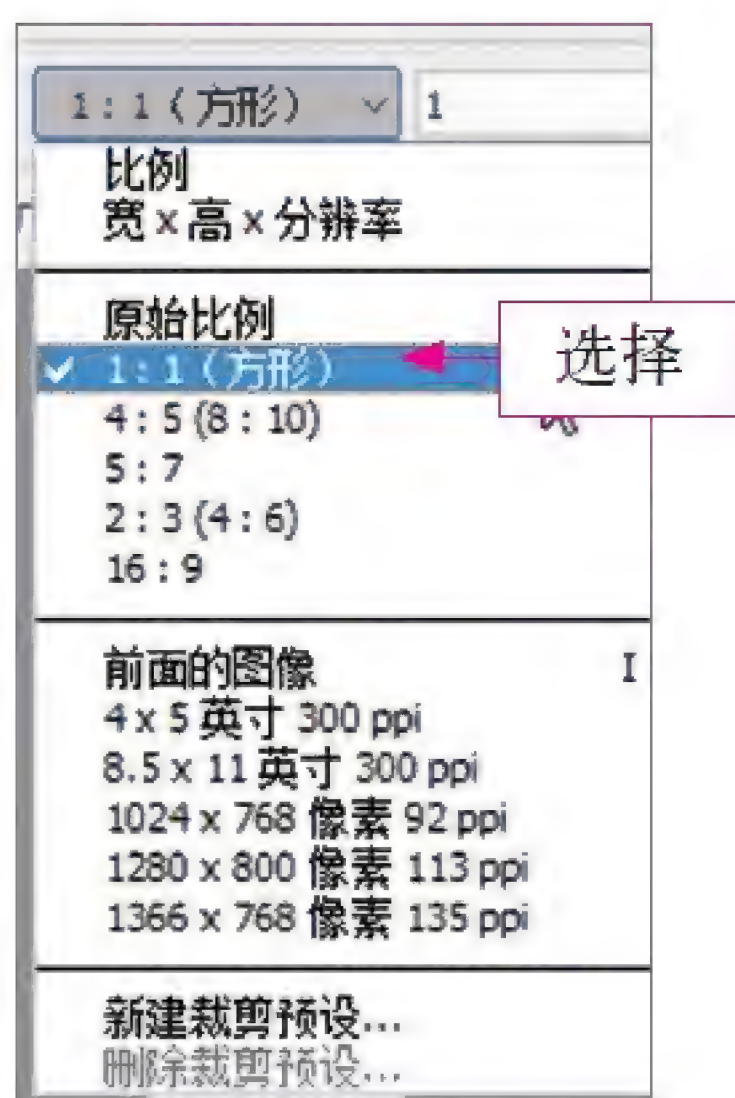 1 : 1 (方形) 1
比例
宽 x 高 x 分辨率
原始比例
1 : 1 (方形)
选择
4 : 5 (8 : 10)
5 : 7
2 : 3 (4 : 6)
16 : 9
前面的图像 I
4 x 5 英寸 300 ppi
8.5 x 11 英寸 300 ppi
1024 x 768 像素 92 ppi
1280 x 800 像素 113 ppi
1366 x 768 像素 135 ppi
新建裁剪预设...
删除裁剪预设...